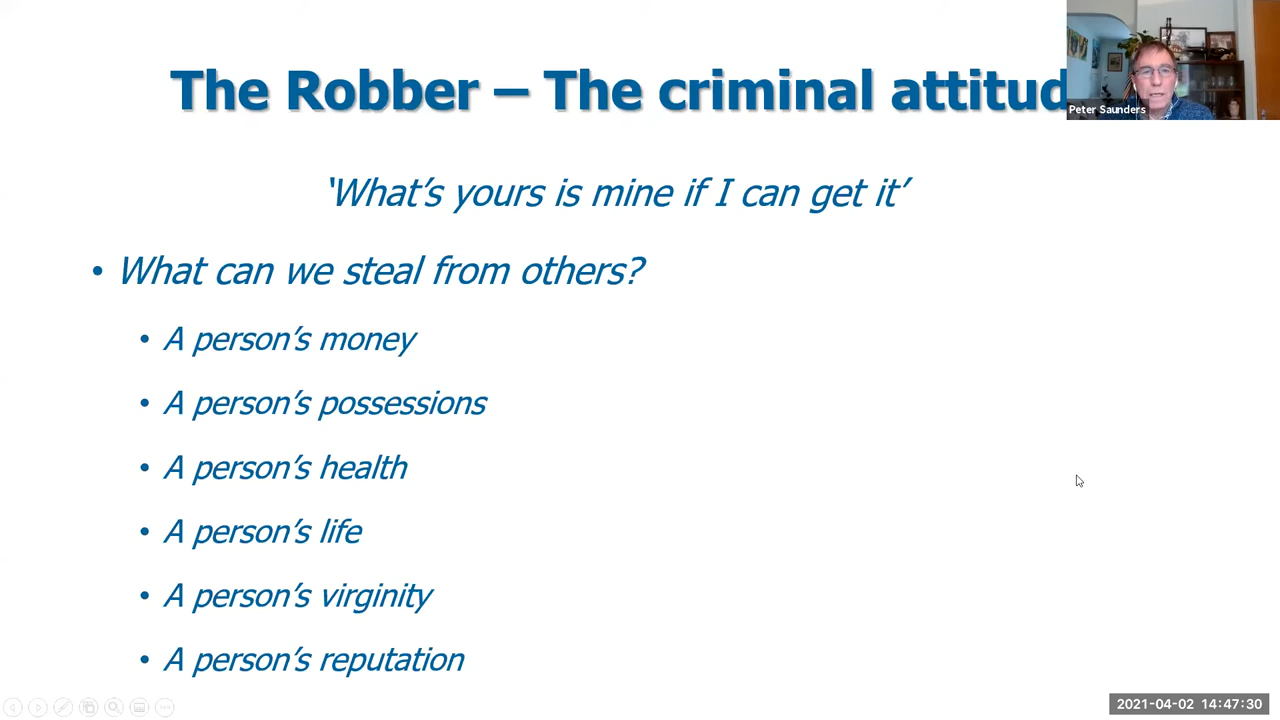 The Robber – The criminal attitud
Peter Saunders
‘What’s yours is mine if I can get it’
• What can we steal from others?
• A person’s money
• A person’s possessions
• A person’s health
• A person’s life
• A person’s virginity
• A person’s reputation
2021-04-02 14:47:30